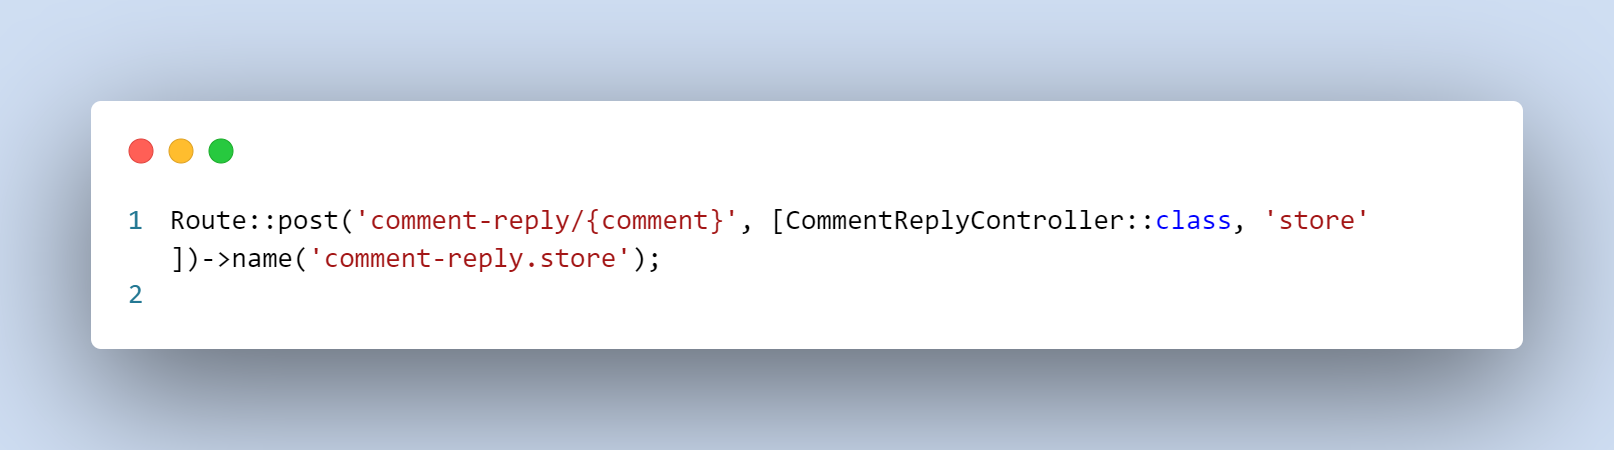 1 Route::post('comment-reply/{comment}', [CommentReplyController::class, 'store'
])->name('comment-reply.store');
2